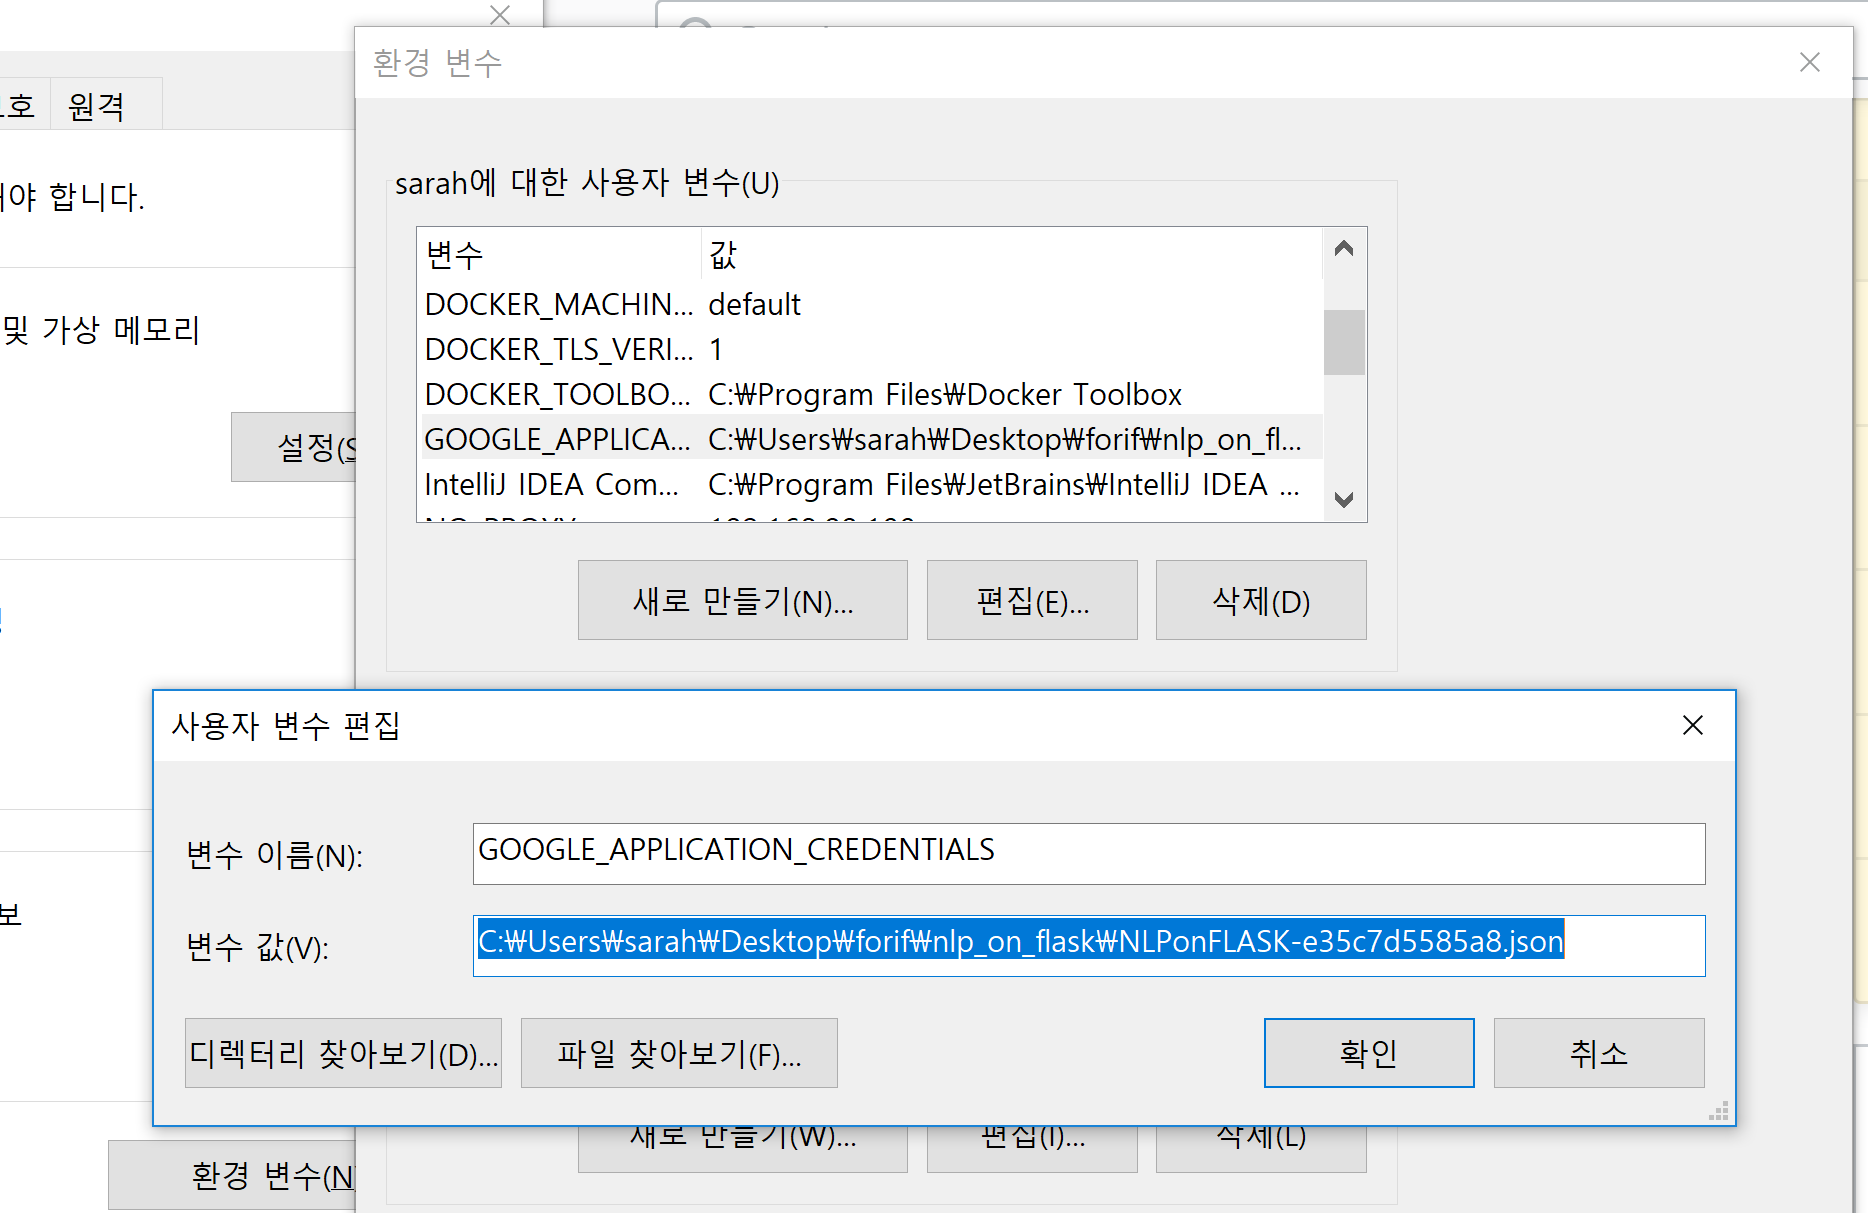 환경 변수
호
원격
야 합니다.
sarah에 대한 사용자 변수(U)
변수 값
DOCKER_MACHIN... default
및 가상 메모리
DOCKER_TLS_VERI... 1
DOCKER_TOOLBO... C:₩Program Files₩Docker Toolbox
설정(S
GOOGLE_APPLICA... C:₩Users₩sarah₩Desktop₩forif₩nlp_on_fl...
IntelliJ IDEA Com... C:₩Program Files₩JetBrains₩IntelliJ IDEA ...
새로 만들기(N)... 편집(E)... 삭제(D)
사용자 변수 편집
변수 이름(N): GOOGLE_APPLICATION_CREDENTIALS
보
변수 값(V): C:₩Users₩sarah₩Desktop₩forif₩nlp_on_flask₩NLPonFLASK-e35c7d5585a8.json
디렉터리 찾아보기(D)... 파일 찾아보기(F)... 확인 취소
새로 만들기(W)... 편집(I)... 삭제(L)
환경 변수(N